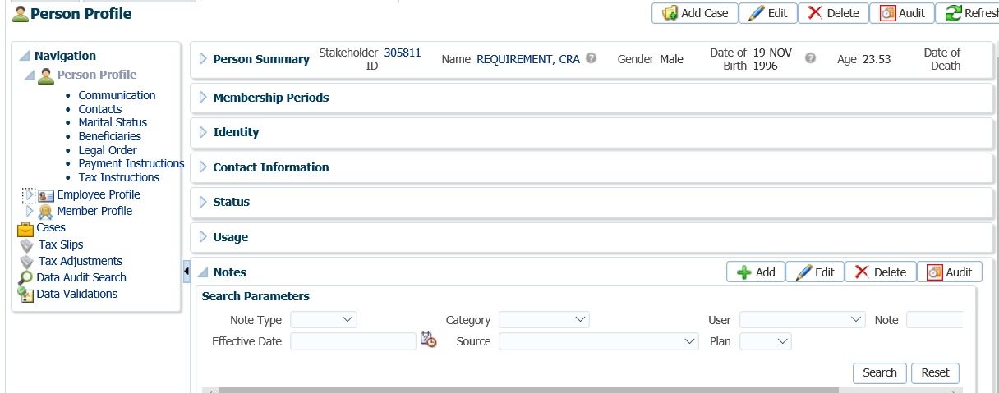 Person Profile
Add Case Edit Delete Audit Refresh
Navigation
Person Profile
Communication
Contacts
Marital Status
Beneficiaries
Legal Order
Payment Instructions
Tax Instructions
Employee Profile
Member Profile
Cases
Tax Slips
Tax Adjustments
Data Audit Search
Data Validations
Person Summary Stakeholder ID 305811 Name REQUIREMENT, CRA Gender Male Date of Birth 19-NOV-1996 Age 23.53 Date of Death
Membership Periods
Identity
Contact Information
Status
Usage
Notes Add Edit Delete Audit
Search Parameters
Note Type Category User Note
Effective Date Source Plan
Search Reset